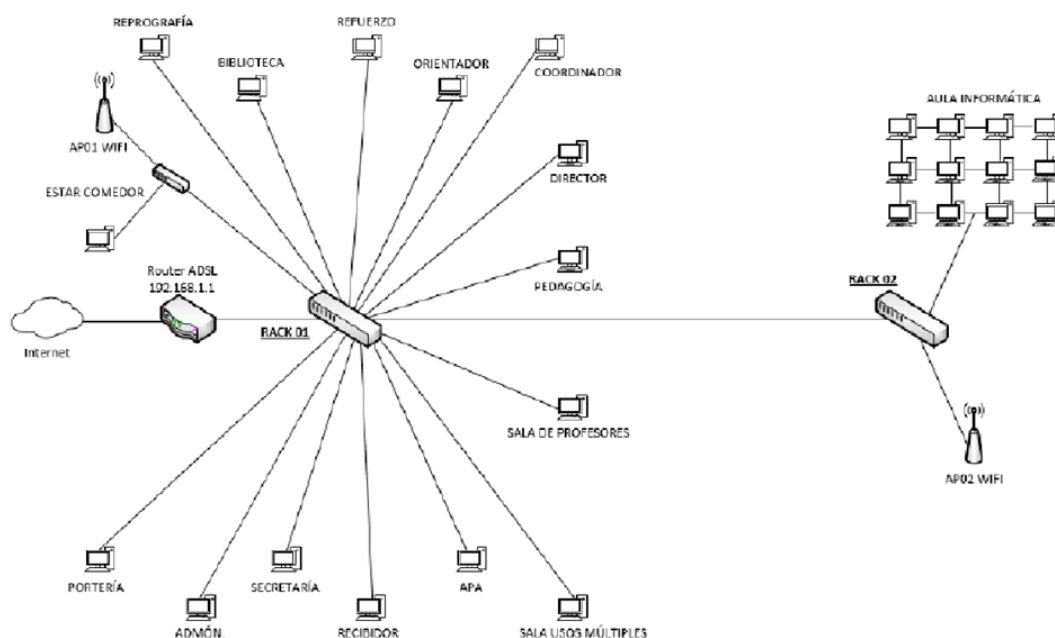 REPROGRAFÍA
REFUERZO
BIBLIOTECA
ORIENTADOR
COORDINADOR
AULA INFORMÁTICA
AP01 WIFI
DIRECTOR
ESTAR COMEDOR
Router ADSL
192.168.1.1
PEDAGOGÍA
RACK 02
Internet
RACK 01
SALA DE PROFESORES
AP02 WIFI
PORTERÍA
SECRETARÍA
APA
ADMÓN.
RECIBIDOR
SALA USOS MÚLTIPLES